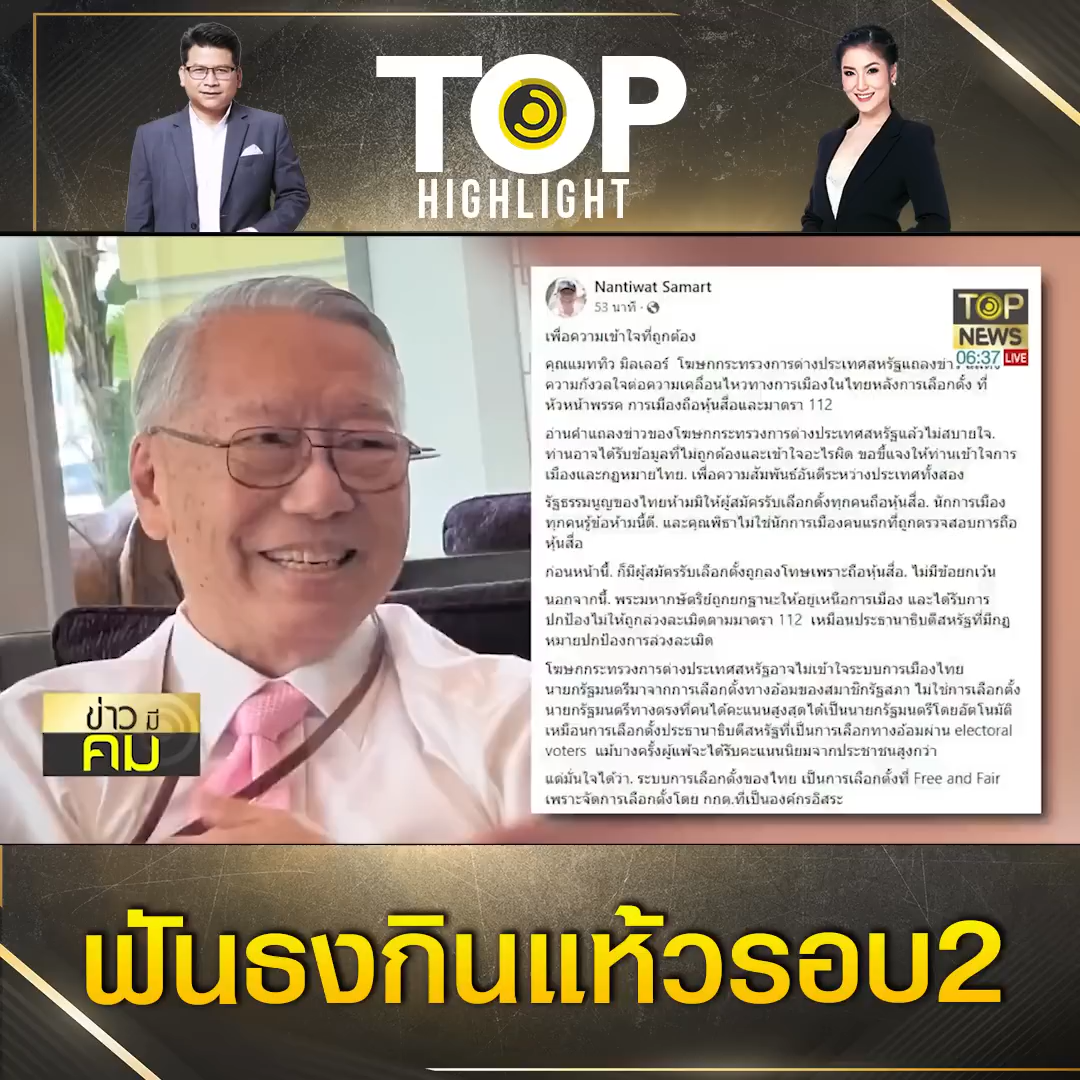 TOP
HIGHLIGHT
Nantiwat Samart
53 นาที ·
TOP
NEWS
06:37 LIVE
เพื่อความเข้าใจที่ถูกต้อง
คุณแมททิว มิลเลอร์ โฆษกกระทรวงการต่างประเทศสหรัฐแถลงข่าว
ความกังวลใจต่อความเคลื่อนไหวทางการเมืองในไทยหลังการเลือกตั้ง ที่
หัวหน้าพรรค การเมืองถือหุ้นสื่อและมาตรา 112
อ่านคำแถลงข่าวของโฆษกกระทรวงการต่างประเทศสหรัฐแล้วไม่สบายใจ.
ท่านอาจได้รับข้อมูลที่ไม่ถูกต้องและเข้าใจอะไรผิด ขอชี้แจงให้ท่านเข้าใจการ
เมืองและกฎหมายไทย. เพื่อความสัมพันธ์อันดีระหว่างประเทศทั้งสอง
รัฐธรรมนูญของไทยห้ามมิให้ผู้สมัครรับเลือกตั้งทุกคนถือหุ้นสื่อ. นักการเมือง
ทุกคนรู้ข้อห้ามนี้ดี. และคุณพิธาไม่ใช่นักการเมืองคนแรกที่ถูกตรวจสอบการถือ
หุ้นสื่อ
ก่อนหน้านี้. ก็มีผู้สมัครรับเลือกตั้งถูกลงโทษเพราะถือหุ้นสื่อ. ไม่มีข้อยกเว้น
นอกจากนี้. พระมหากษัตริย์ถูกยกฐานะให้อยู่เหนือการเมือง และได้รับการ
ปกป้องไม่ให้ถูกล่วงละเมิดตามมาตรา 112 เหมือนประธานาธิบดีสหรัฐที่มีกฎ
หมายปกป้องการล่วงละเมิด
โฆษกกระทรวงการต่างประเทศสหรัฐอาจไม่เข้าใจระบบการเมืองไทย
นายกรัฐมนตรีมาจากการเลือกตั้งทางอ้อมของสมาชิกรัฐสภา ไม่ใช่การเลือกตั้ง
นายกรัฐมนตรีทางตรงที่คนได้คะแนนสูงสุดได้เป็นนายกรัฐมนตรีโดยอัตโนมัติ
เหมือนการเลือกตั้งประธานาธิบดีสหรัฐที่เป็นการเลือกทางอ้อมผ่าน electoral
voters แม้บางครั้งผู้แพ้จะได้รับคะแนนนิยมจากประชาชนสูงกว่า
แต่มั่นใจได้ว่า. ระบบการเลือกตั้งของไทย เป็นการเลือกตั้งที่ Free and Fair
เพราะจัดการเลือกตั้งโดย กกต.ที่เป็นองค์กรอิสระ
ข่าวมี
คม
ฟันธงกินแห้วรอบ2